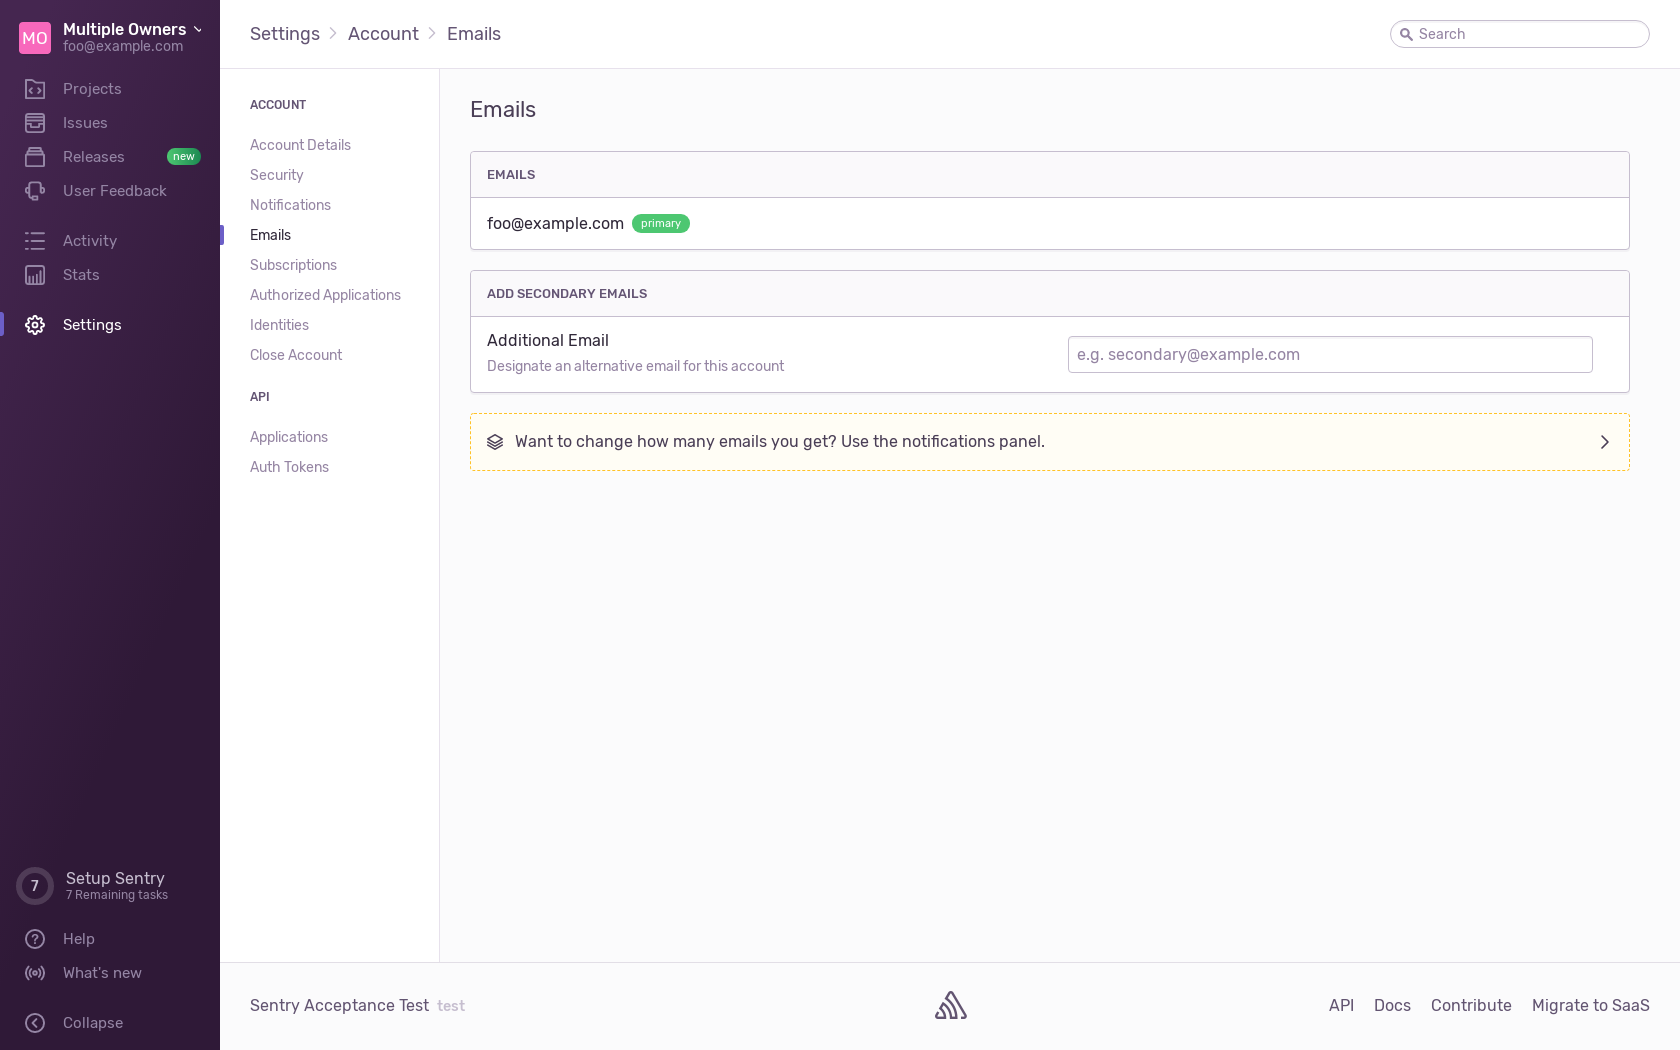 MO
Multiple Owners
foo@example.com
Projects
Issues
Releases new
User Feedback
Activity
Stats
Settings
7
Setup Sentry
7 Remaining tasks
Help
What's new
Collapse
Settings Account Emails
Search
ACCOUNT
Account Details
Security
Notifications
Emails
Subscriptions
Authorized Applications
Identities
Close Account
API
Applications
Auth Tokens
Emails
EMAILS
foo@example.com primary
ADD SECONDARY EMAILS
Additional Email
Designate an alternative email for this account
e.g. secondary@example.com
Want to change how many emails you get? Use the notifications panel.
Sentry Acceptance Test test
API Docs Contribute Migrate to SaaS